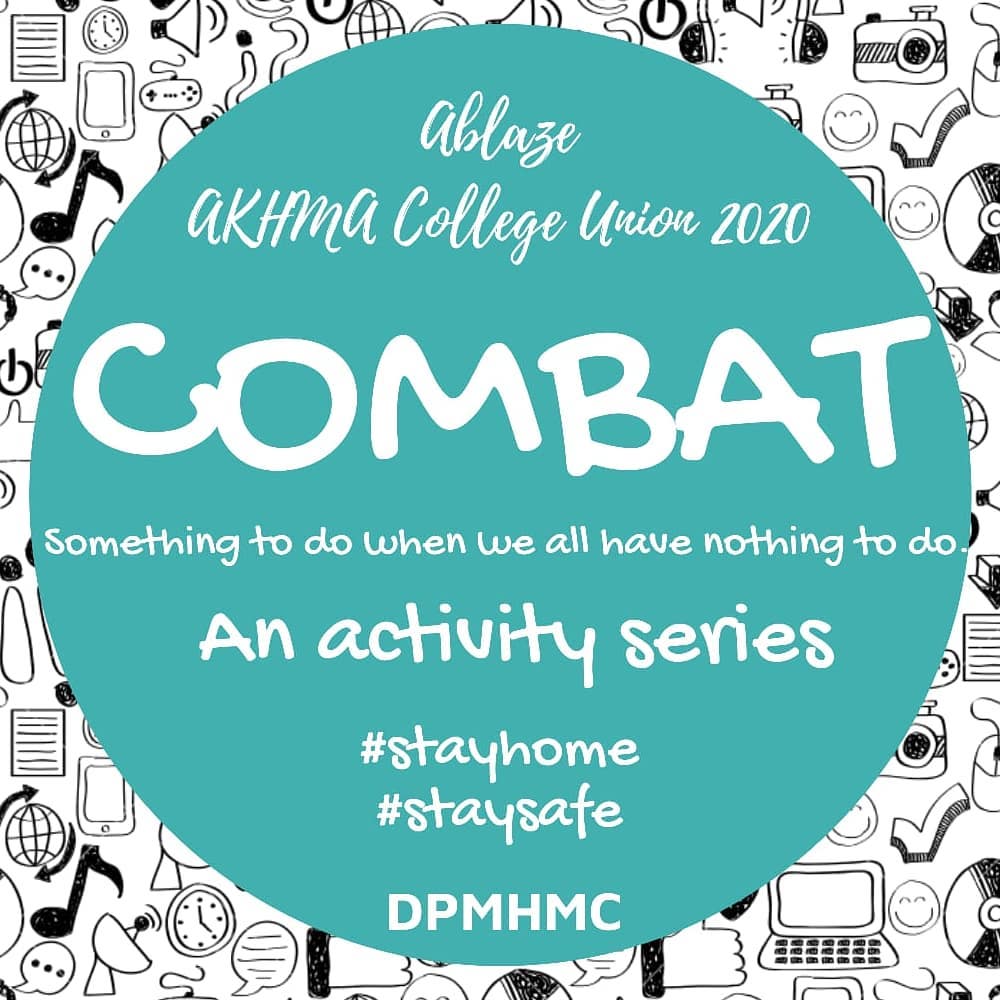 Ablaze
AKHMA College Union 2020
COMBAT
Something to do when we all have nothing to do.
An activity series
#stayhome
#staysafe
DPMHMC